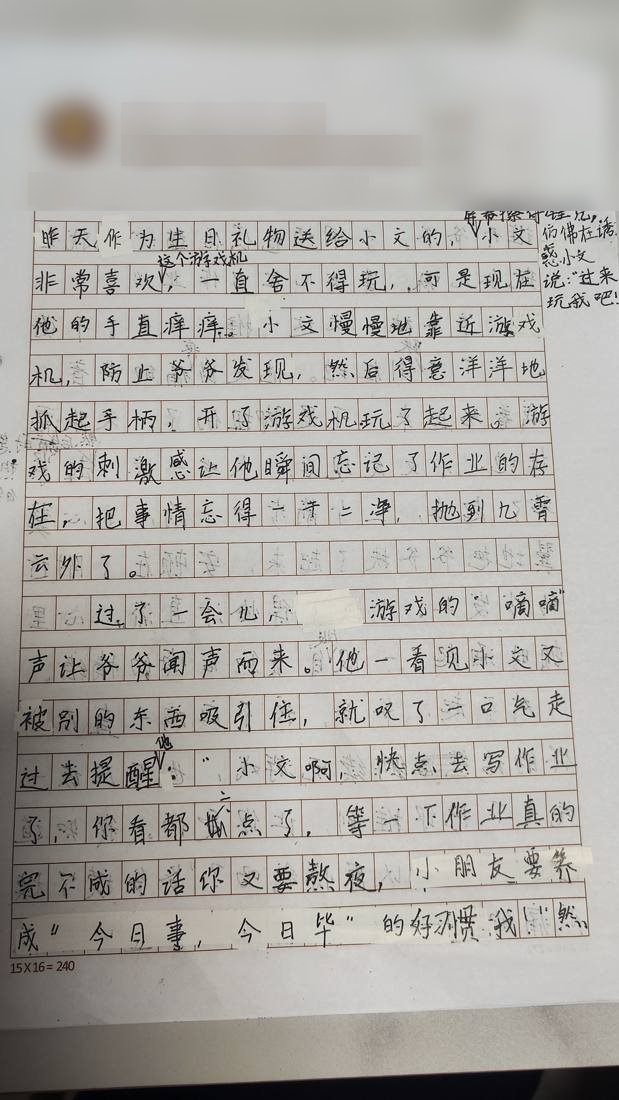 昨天作为生日礼物送给小文的，小文
仿佛在诱
惑小文
说："过来
玩我吧！
这个游戏机
非常喜欢，一直舍不得玩，可是现在
他的手直痒痒。小文慢慢地靠近游戏
机，防止爷爷发现，然后得意洋洋地
抓起手柄，开了游戏机玩了起来。游
戏的刺激感让他瞬间忘记了作业的存
在，把事情忘得一干二净，抛到九霄
云外了。
过了一会儿，游戏的"嘀嘀"
声让爷爷闻声而来。他一看见小文又
被别的东西吸引住，就叹了一口气走
他
过去提醒："小文啊，快点去写作业
六
了，你看都点了，等一下作业真的
完不成的话你又要熬夜，小朋友要养
成"今日事，今日毕"的好习惯我然
15X16=240